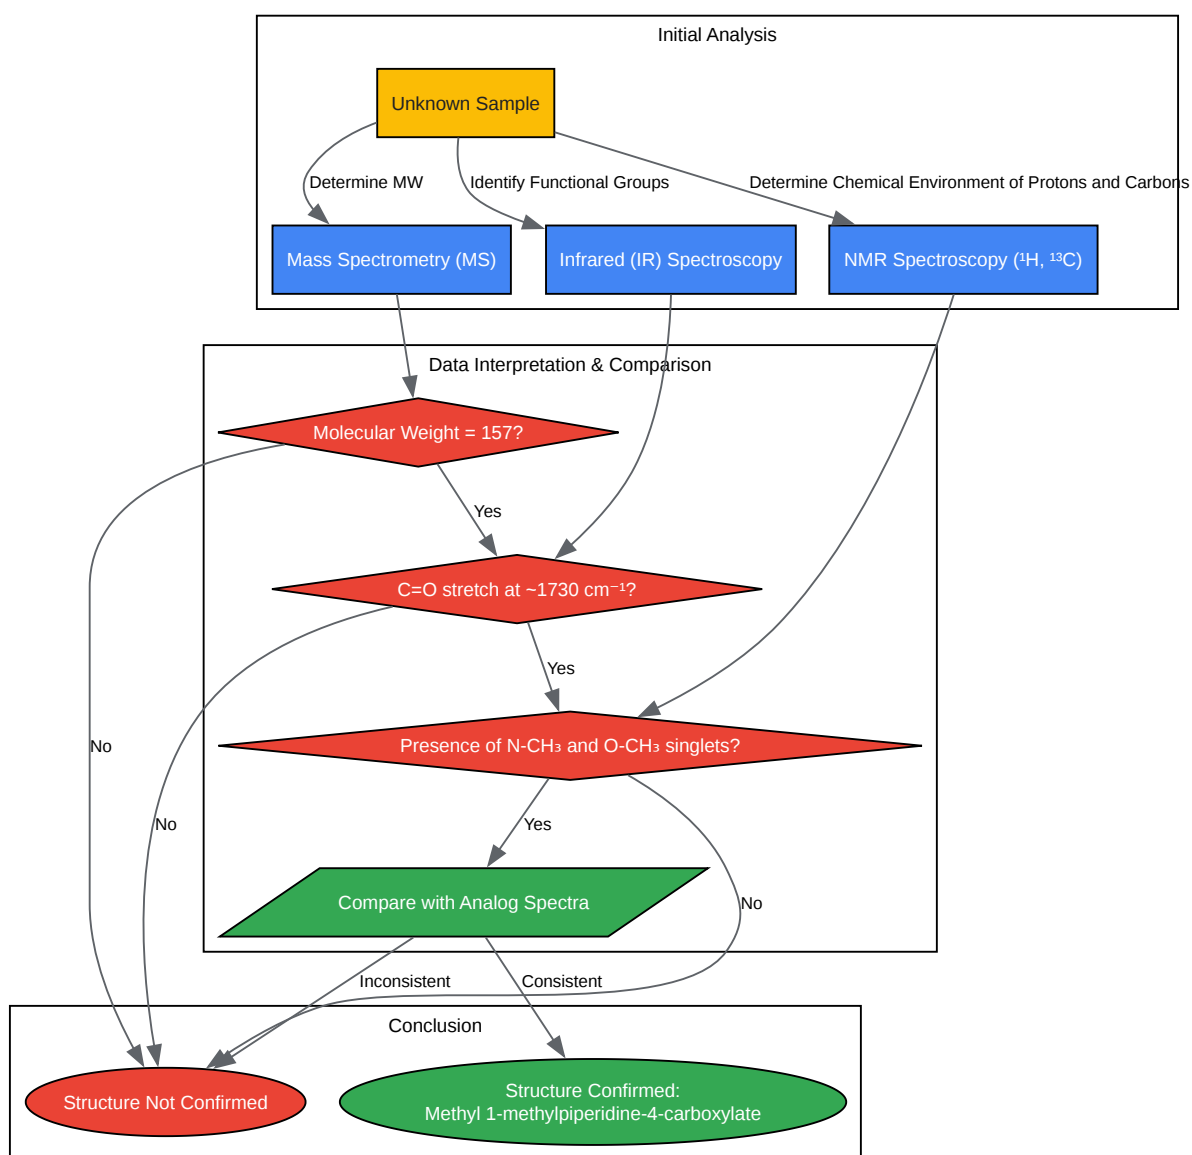 Initial Analysis
Unknown Sample
Determine MW
Identify Functional Groups
Determine Chemical Environment of Protons and Carbons
Mass Spectrometry (MS)
Infrared (IR) Spectroscopy
NMR Spectroscopy (¹H, ¹³C)
Data Interpretation & Comparison
Molecular Weight = 157?
Yes
C=O stretch at ~1730 cm⁻¹?
Yes
No
Presence of N-CH₃ and O-CH₃ singlets?
No
Yes
Compare with Analog Spectra
No
Inconsistent
Consistent
Conclusion
Structure Not Confirmed
Structure Confirmed:
Methyl 1-methylpiperidine-4-carboxylate